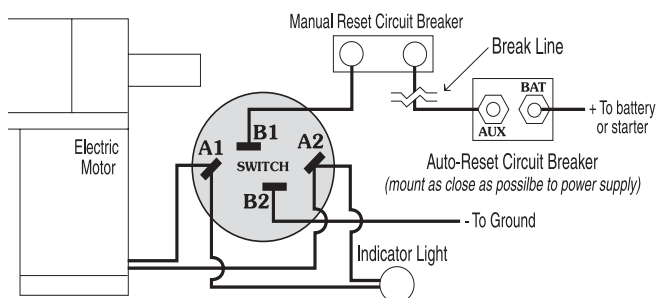 Manual Reset Circuit Breaker
Break Line
BAT
AUX
+ To battery
or starter
Auto-Reset Circuit Breaker
(mount as close as possilbe to power supply)
Electric
Motor
A1
B1
A2
SWITCH
B2
- To Ground
Indicator Light